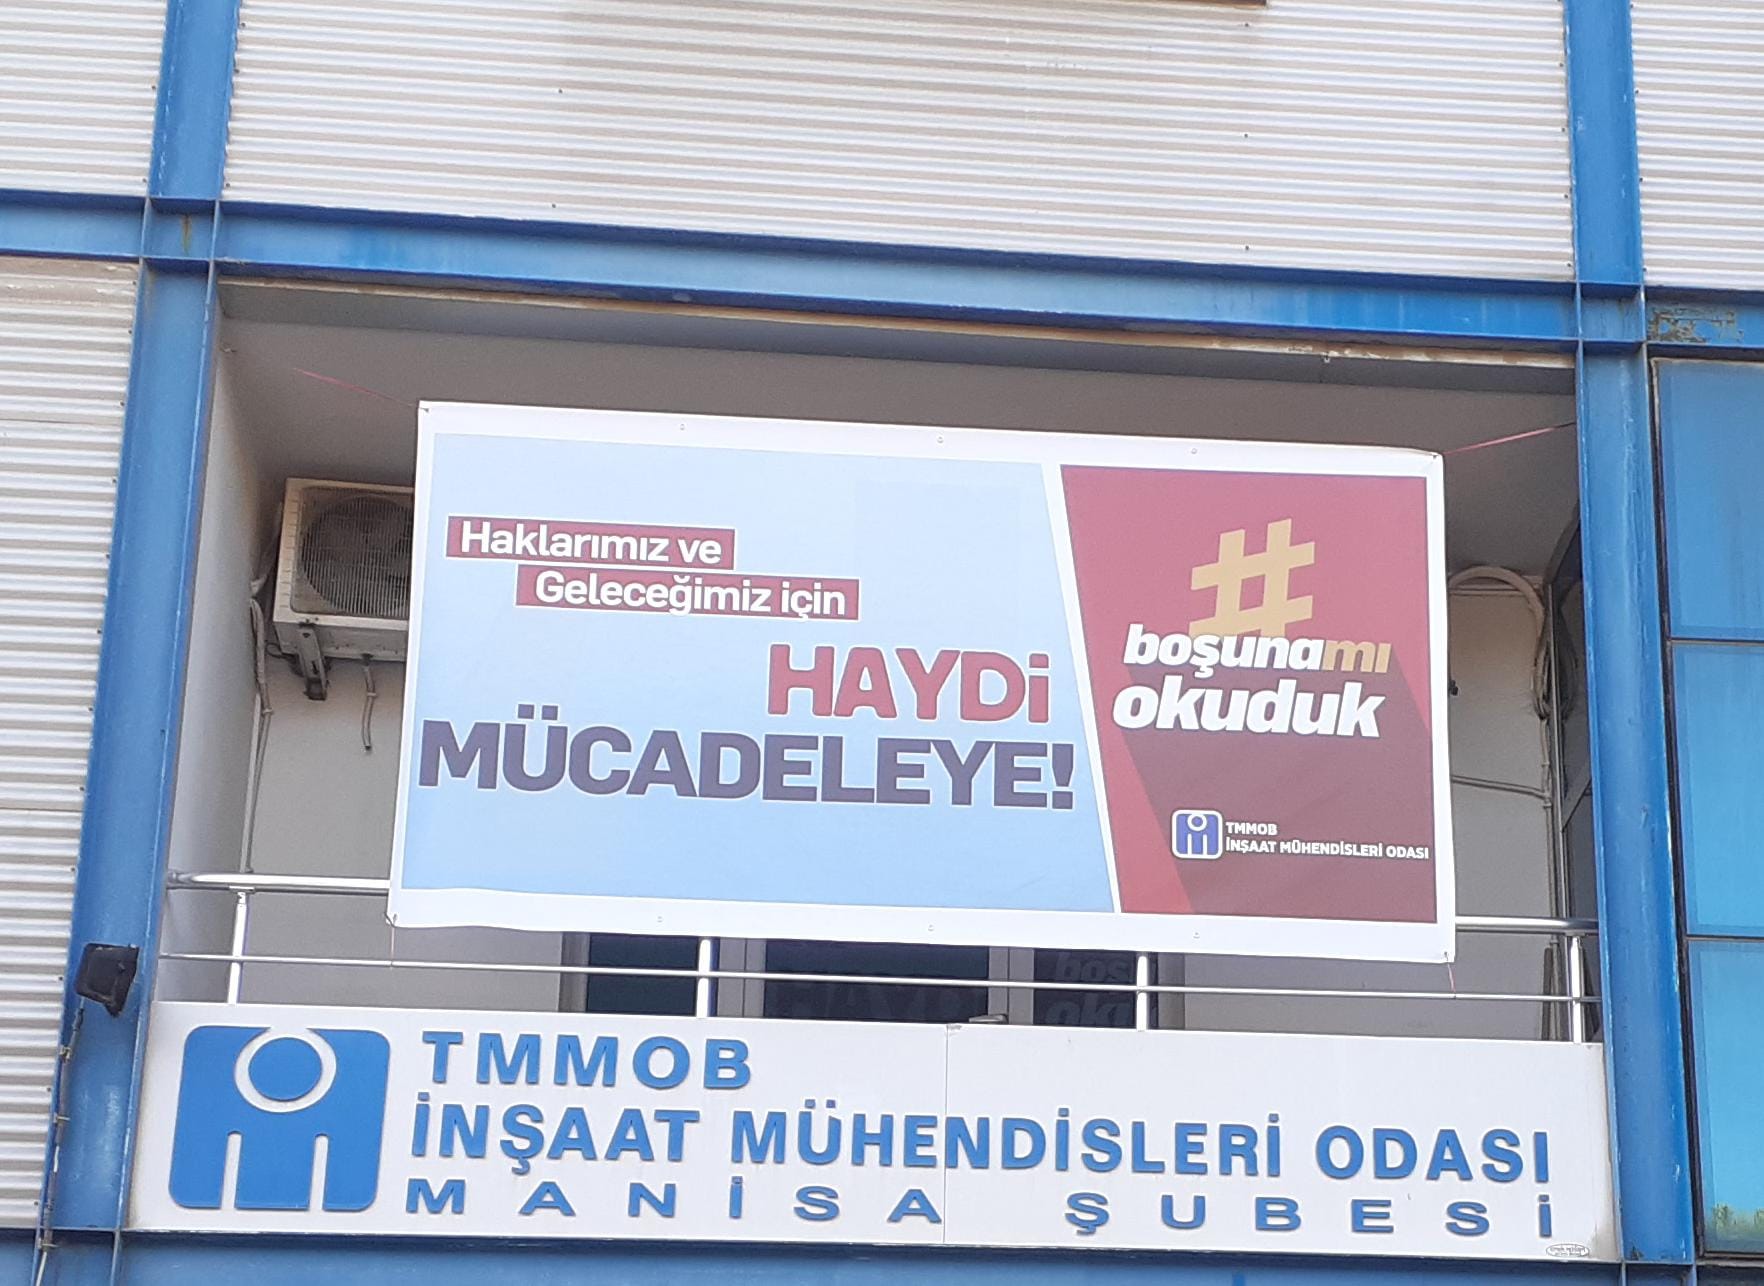 Haklarımız ve
Geleceğimiz için
HAYDİ
MÜCADELEYE!
#
boşunamı
okuduk
TMMOB
İNŞAAT MÜHENDİSLERİ ODASI
TMMOB
İNŞAAT MÜHENDİSLERİ ODASI
MANİSA ŞUBESİ